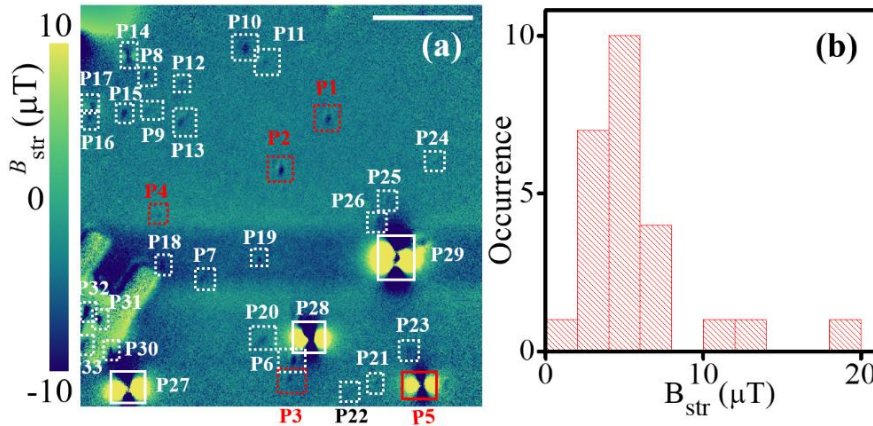 10
0
-10
B_str (μT)
(a)
P14
P10
P11
P8
P12
P17
P15
P16
P9
P13
P1
P2
P24
P4
P25
P26
P18
P7
P19
P29
P32
P31
P20
P28
P23
33
P30
P6
P21
P27
P3
P22
P5
(b)
Occurrence
10
5
0
0
10
20
B_str (μT)